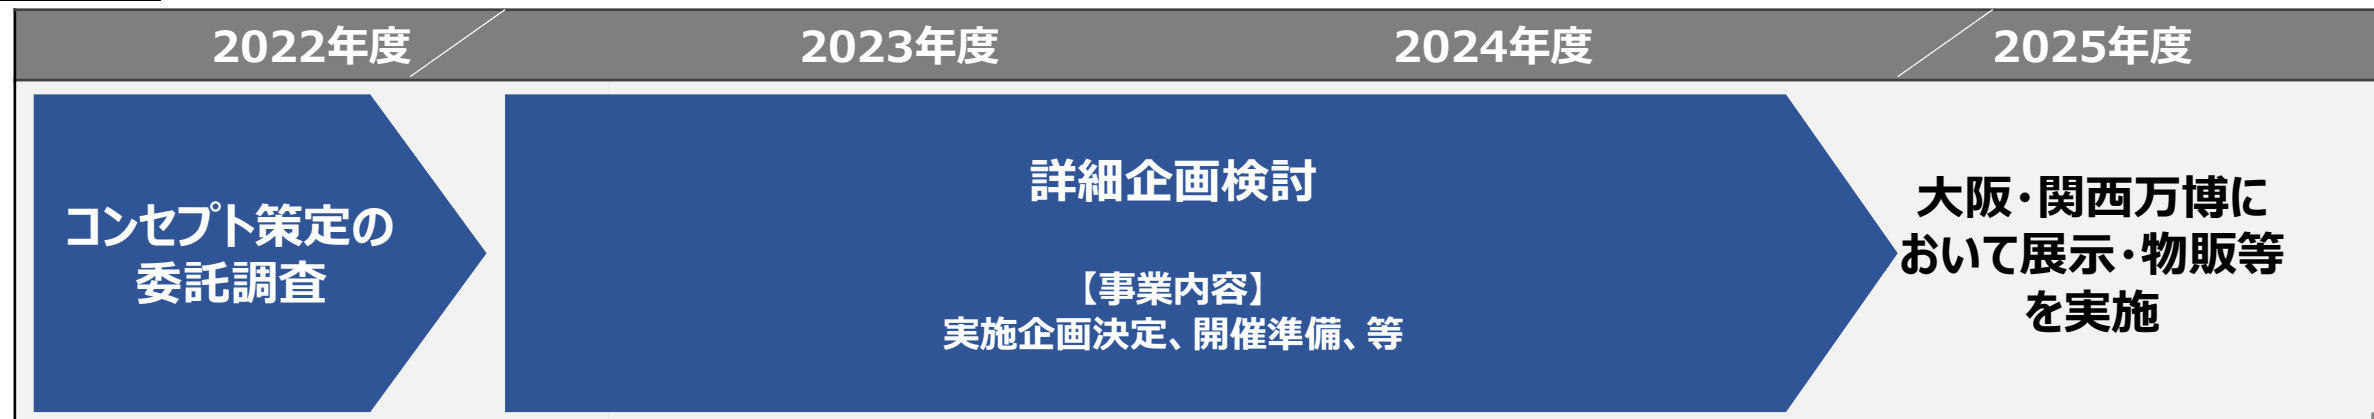 2022年度
2023年度
2024年度
2025年度
コンセプト策定の
委託調査
詳細企画検討
【事業内容】
実施企画決定、開催準備、等
大阪・関西万博に
おいて展示・物販等
を実施